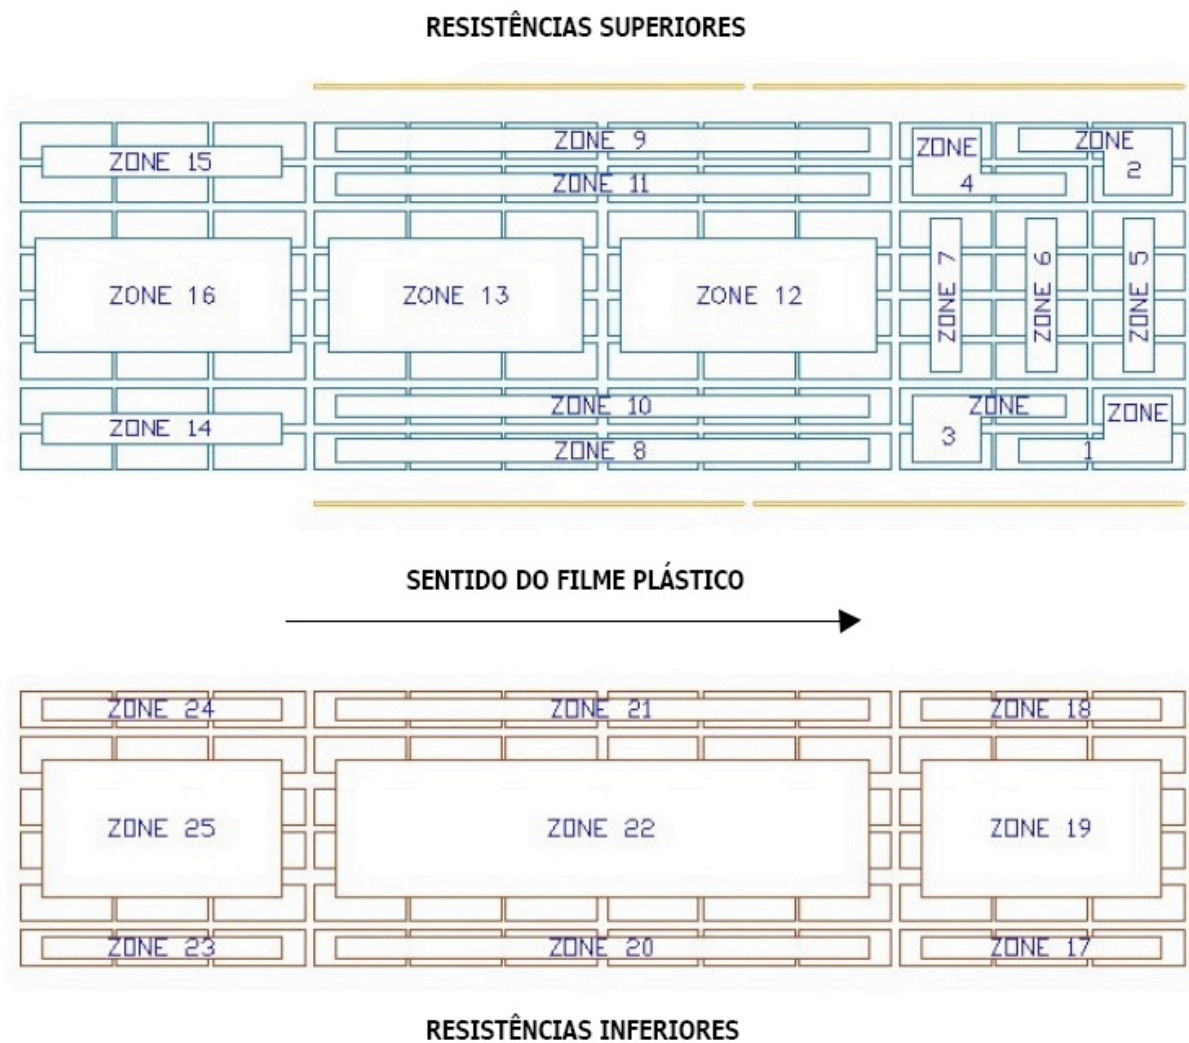 RESISTÊNCIAS SUPERIORES
ZONE 9
ZONE 15
ZONE 11
ZONE
4
ZONE
2
ZONE 16
ZONE 13
ZONE 12
ZONE 7
ZONE 6
ZONE 5
ZONE 14
ZONE 10
ZONE 8
ZONE
3
ZONE
1
SENTIDO DO FILME PLÁSTICO
ZONE 24
ZONE 21
ZONE 18
ZONE 25
ZONE 22
ZONE 19
ZONE 23
ZONE 20
ZONE 17
RESISTÊNCIAS INFERIORES